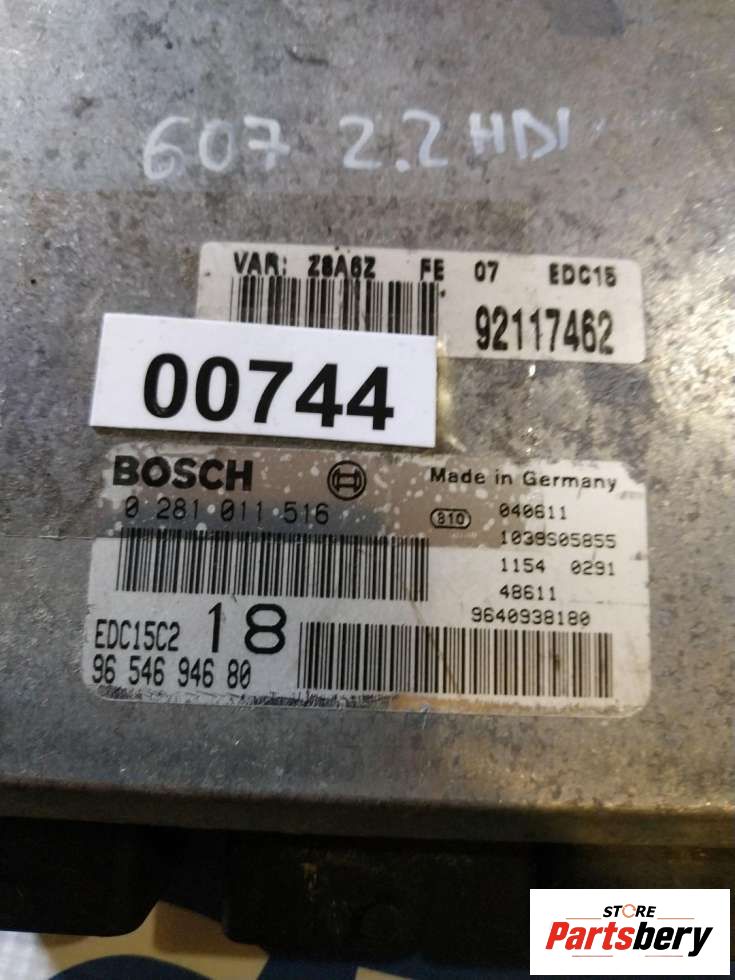 607 2.2 HDI
VAR: Z8A6Z FE 07 EDC15
92117462
00744
BOSCH Made in Germany
0 281 011 516 S10 040611
1039S05855
1154 0291
48611
9640938180
EDC15C2 18
96 546 946 80
STORE
Partsbery